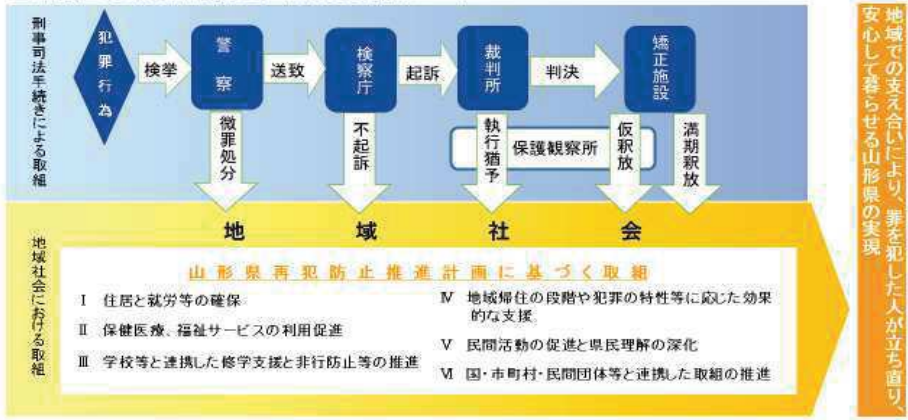 刑事司法手続きによる取組
犯罪行為
検挙
警察
送致
検察庁
起訴
裁判所
判決
矯正施設
微罪処分
不起訴
執行猶予
保護観察所
仮釈放
満期釈放
地域社会
地域社会における取組
山形県再犯防止推進計画に基づく取組
Ⅰ 住居と就労等の確保
Ⅱ 保健医療、福祉サービスの利用促進
Ⅲ 学校等と連携した修学支援と非行防止等の推進
Ⅳ 地域帰住の段階や犯罪の特性等に応じた効果
的な支援
Ⅴ 民間活動の促進と県民理解の深化
Ⅵ 国・市町村・民間団体等と連携した取組の推進
地域での支え合いにより、罪を犯した人が立ち直り、
安心して暮らせる山形県の実現